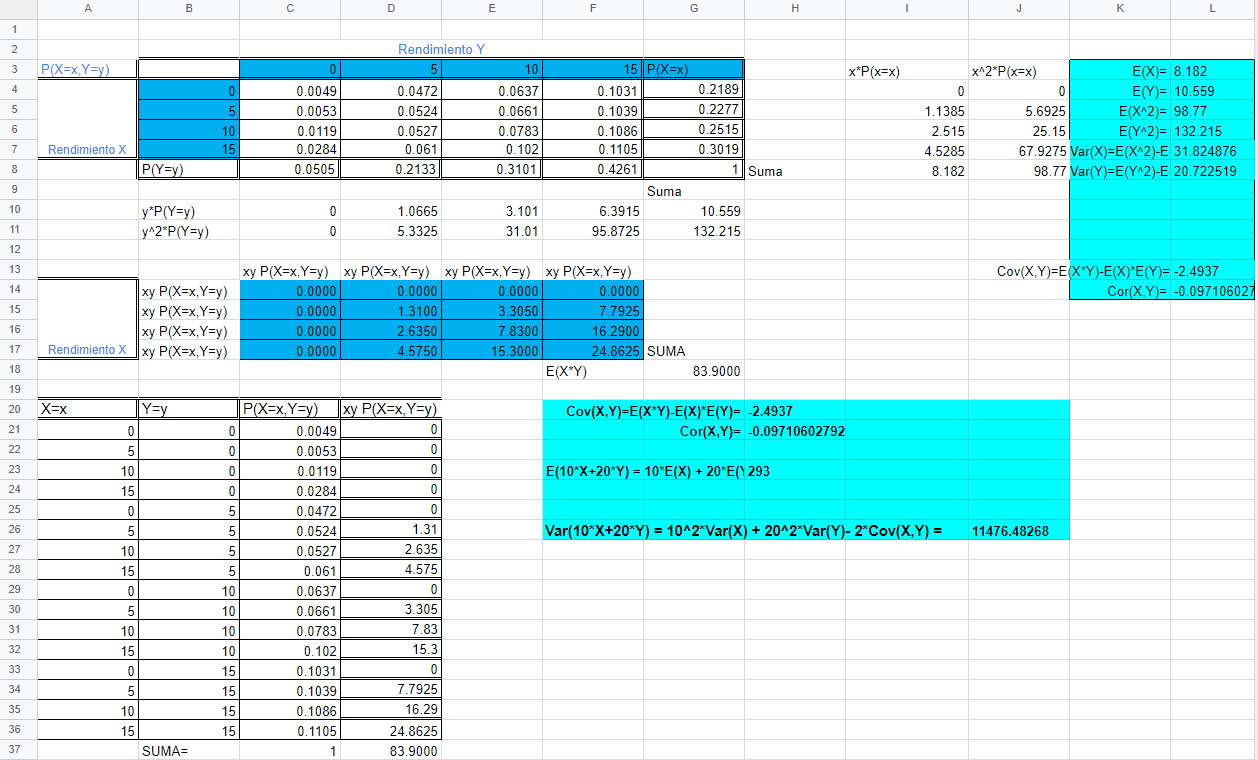 A B C D E F G H I J K L
1
2 Rendimiento Y
3 P(X=x,Y=y) 0 5 10 15 P(X=x) x*P(x=x) x^2*P(x=x) E(X)= 8.182
4 0 0.0049 0.0472 0.0637 0.1031 0.2189 0 0 E(Y)= 10.559
5 5 0.0053 0.0524 0.0661 0.1039 0.2277 1.1385 5.6925 E(X^2)= 98.77
6 10 0.0119 0.0527 0.0783 0.1086 0.2515 2.515 25.15 E(Y^2)= 132.215
7 Rendimiento X 15 0.0284 0.061 0.102 0.1105 0.3019 4.5285 67.9275 Var(X)=E(X^2)-E 31.824876
8 P(Y=y) 0.0505 0.2133 0.3101 0.4261 1 Suma 8.182 98.77 Var(Y)=E(Y^2)-E 20.722519
9 Suma
10 y*P(Y=y) 0 1.0665 3.101 6.3915 10.559
11 y^2*P(Y=y) 0 5.3325 31.01 95.8725 132.215
12
13 xy P(X=x,Y=y) xy P(X=x,Y=y) xy P(X=x,Y=y) xy P(X=x,Y=y) Cov(X,Y)=E(X*Y)-E(X)*E(Y)= -2.4937
14 xy P(X=x,Y=y) 0.0000 0.0000 0.0000 0.0000 Cor(X,Y)= -0.097106027
15 xy P(X=x,Y=y) 0.0000 1.3100 3.3050 7.7925
16 xy P(X=x,Y=y) 0.0000 2.6350 7.8300 16.2900
17 Rendimiento X xy P(X=x,Y=y) 0.0000 4.5750 15.3000 24.8625 SUMA
18 E(X*Y) 83.9000
19
20 X=x Y=y P(X=x,Y=y) xy P(X=x,Y=y) Cov(X,Y)=E(X*Y)-E(X)*E(Y)= -2.4937
21 0 0 0.0049 0 Cor(X,Y)= -0.09710602792
22 5 0 0.0053 0
23 10 0 0.0119 0 E(10*X+20*Y) = 10*E(X) + 20*E(Y 293
24 15 0 0.0284 0
25 0 5 0.0472 0
26 5 5 0.0524 1.31 Var(10*X+20*Y) = 10^2*Var(X) + 20^2*Var(Y)- 2*Cov(X,Y) = 11476.48268
27 10 5 0.0527 2.635
28 15 5 0.061 4.575
29 0 10 0.0637 0
30 5 10 0.0661 3.305
31 10 10 0.0783 7.83
32 15 10 0.102 15.3
33 0 15 0.1031 0
34 5 15 0.1039 7.7925
35 10 15 0.1086 16.29
36 15 15 0.1105 24.8625
37 SUMA= 1 83.9000